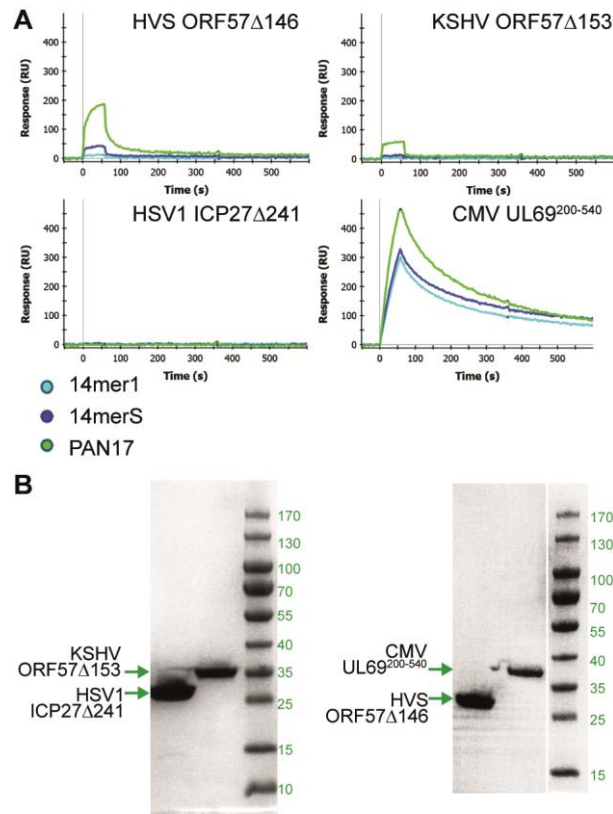 A
HVS ORF57Δ146
Response (RU)
400
300
200
100
0
0 100 200 300 400 500
Time (s)
KSHV ORF57Δ153
Response (RU)
400
300
200
100
0
0 100 200 300 400 500
Time (s)
HSV1 ICP27Δ241
Response (RU)
400
300
200
100
0
0 100 200 300 400 500
Time (s)
CMV UL69200-540
Response (RU)
400
300
200
100
0
0 100 200 300 400 500
Time (s)
14mer1
14merS
PAN17
B
KSHV
ORF57Δ153
HSV1
ICP27Δ241
170
130
100
70
55
40
35
25
15
10
CMV
UL69200-540
HVS
ORF57Δ146
170
130
100
70
55
40
35
25
15